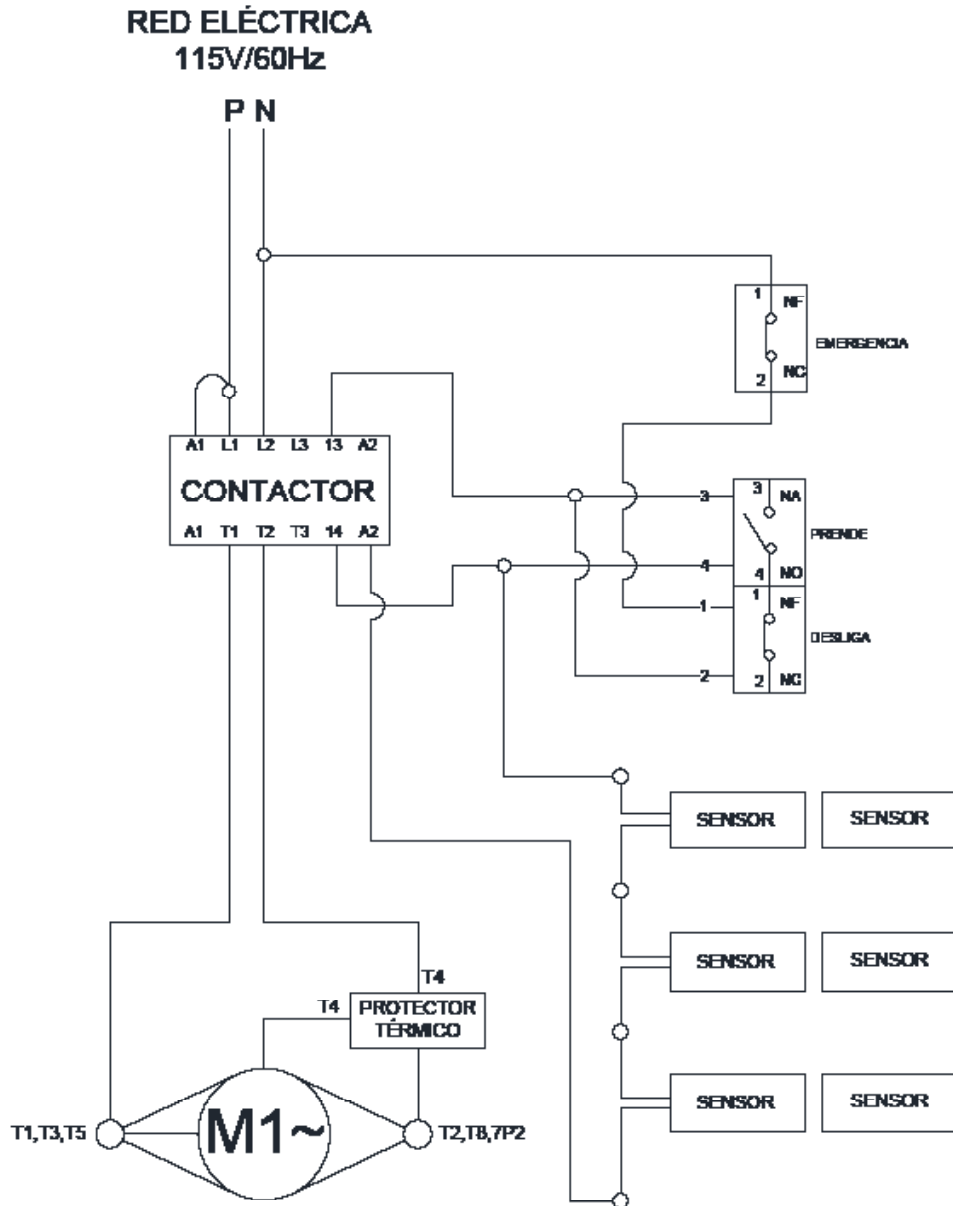 RED ELÉCTRICA
115V/60Hz
P N
1 NF
EMERGENCIA
2 NC
A1 L1 L2 L3 13 A2
CONTACTOR
A1 T1 T2 T3 14 A2
3
3 NA
PRENDE
4
4 NO
1
1 NF
DESLIGA
2
2 NC
SENSOR SENSOR
SENSOR SENSOR
T4
T4
PROTECTOR
TÉRMICO
SENSOR SENSOR
T1,T3,T5
M1~
T2,T8,7P2